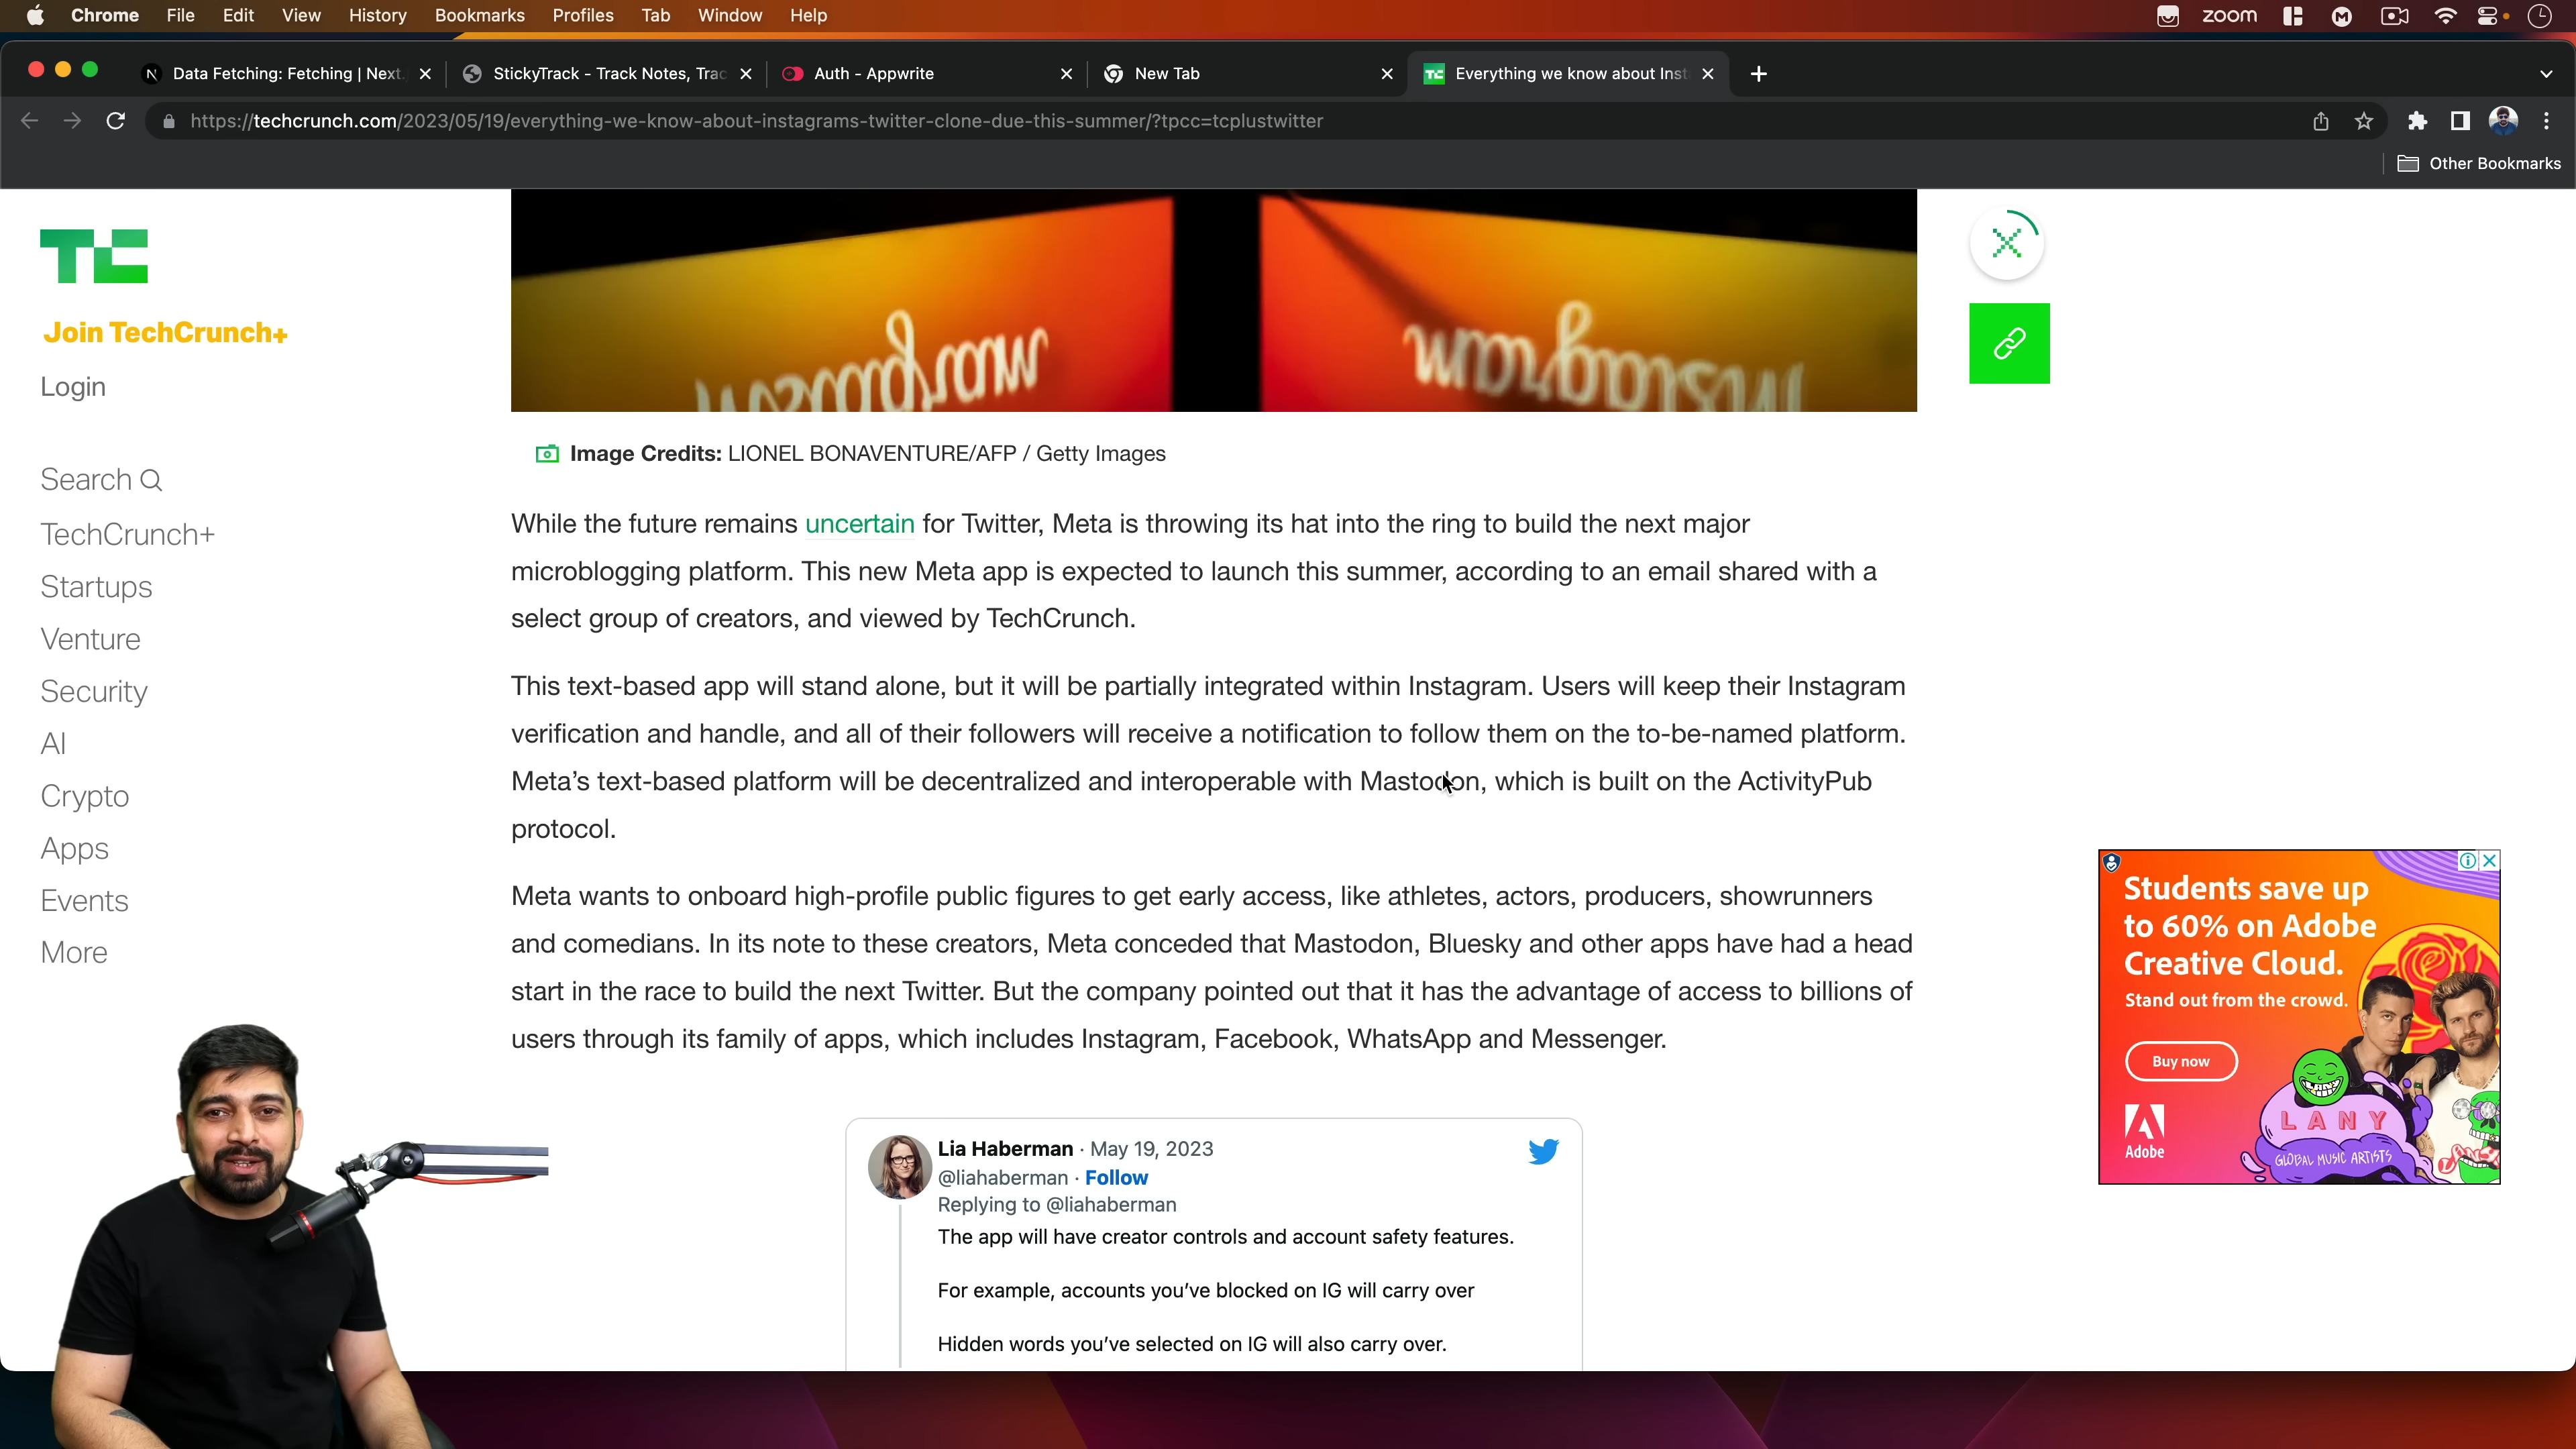 Chrome File Edit View History Bookmarks Profiles Tab Window Help
zoom
Data Fetching: Fetching | Next.
StickyTrack - Track Notes, Trac
Auth - Appwrite
New Tab
Everything we know about Inst
https://techcrunch.com/2023/05/19/everything-we-know-about-instagrams-twitter-clone-due-this-summer/?tpcc=tcplustwitter
Other Bookmarks
TC
Join TechCrunch+
Login
Search
TechCrunch+
Startups
Venture
Security
AI
Crypto
Apps
Events
More
Instagram
Image Credits: LIONEL BONAVENTURE/AFP / Getty Images
While the future remains uncertain for Twitter, Meta is throwing its hat into the ring to build the next major
microblogging platform. This new Meta app is expected to launch this summer, according to an email shared with a
select group of creators, and viewed by TechCrunch.
This text-based app will stand alone, but it will be partially integrated within Instagram. Users will keep their Instagram
verification and handle, and all of their followers will receive a notification to follow them on the to-be-named platform.
Meta’s text-based platform will be decentralized and interoperable with Mastodon, which is built on the ActivityPub
protocol.
Meta wants to onboard high-profile public figures to get early access, like athletes, actors, producers, showrunners
and comedians. In its note to these creators, Meta conceded that Mastodon, Bluesky and other apps have had a head
start in the race to build the next Twitter. But the company pointed out that it has the advantage of access to billions of
users through its family of apps, which includes Instagram, Facebook, WhatsApp and Messenger.
Lia Haberman · May 19, 2023
@liahaberman · Follow
Replying to @liahaberman
The app will have creator controls and account safety features.
For example, accounts you’ve blocked on IG will carry over
Hidden words you’ve selected on IG will also carry over.
Students save up
to 60% on Adobe
Creative Cloud.
Stand out from the crowd.
Buy now
Adobe
LANY
GLOBAL MUSIC ARTISTS